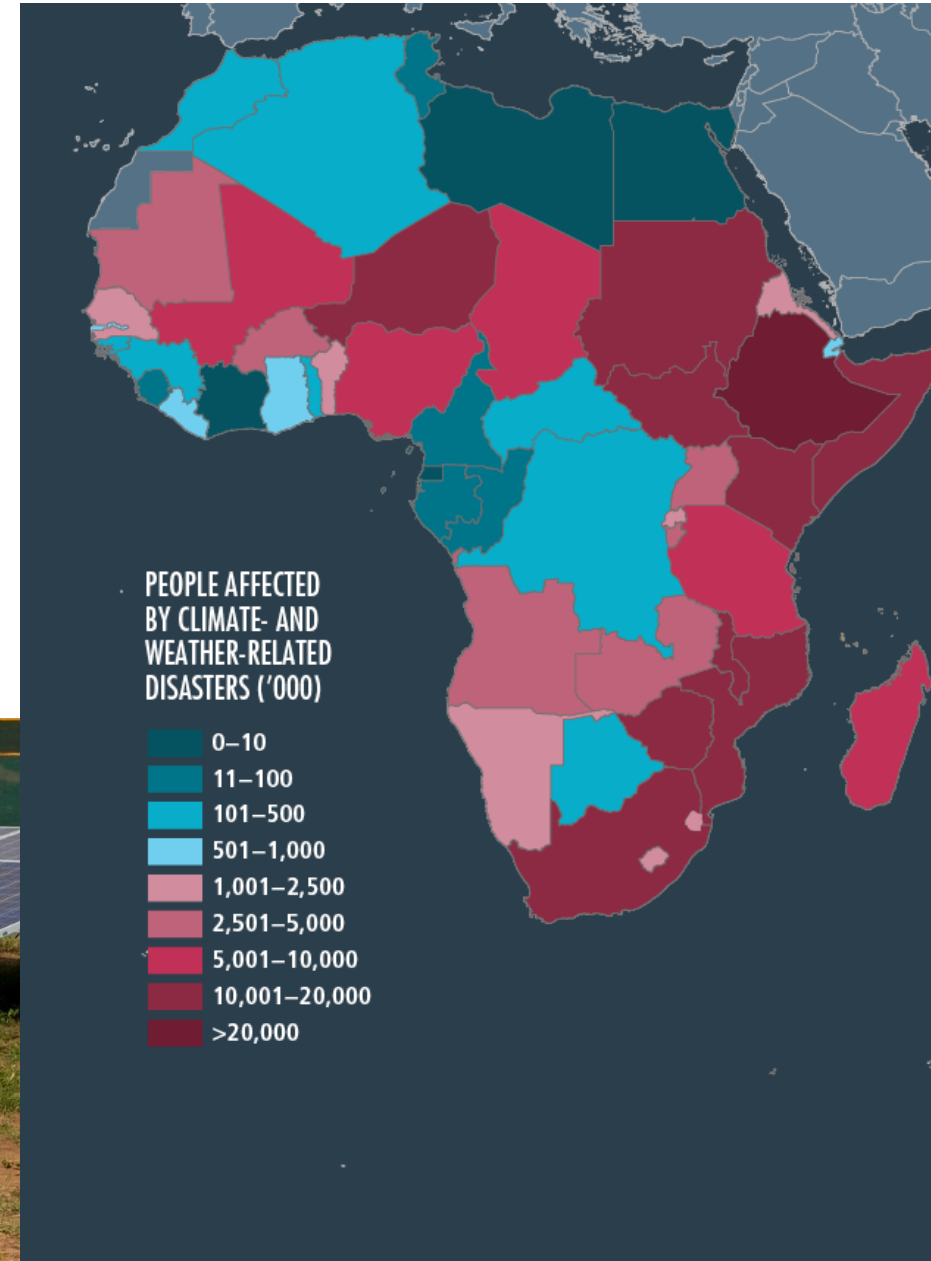 PEOPLE AFFECTED
BY CLIMATE- AND
WEATHER-RELATED
DISASTERS (’000)
0–10
11–100
101–500
501–1,000
1,001–2,500
2,501–5,000
5,001–10,000
10,001–20,000
>20,000